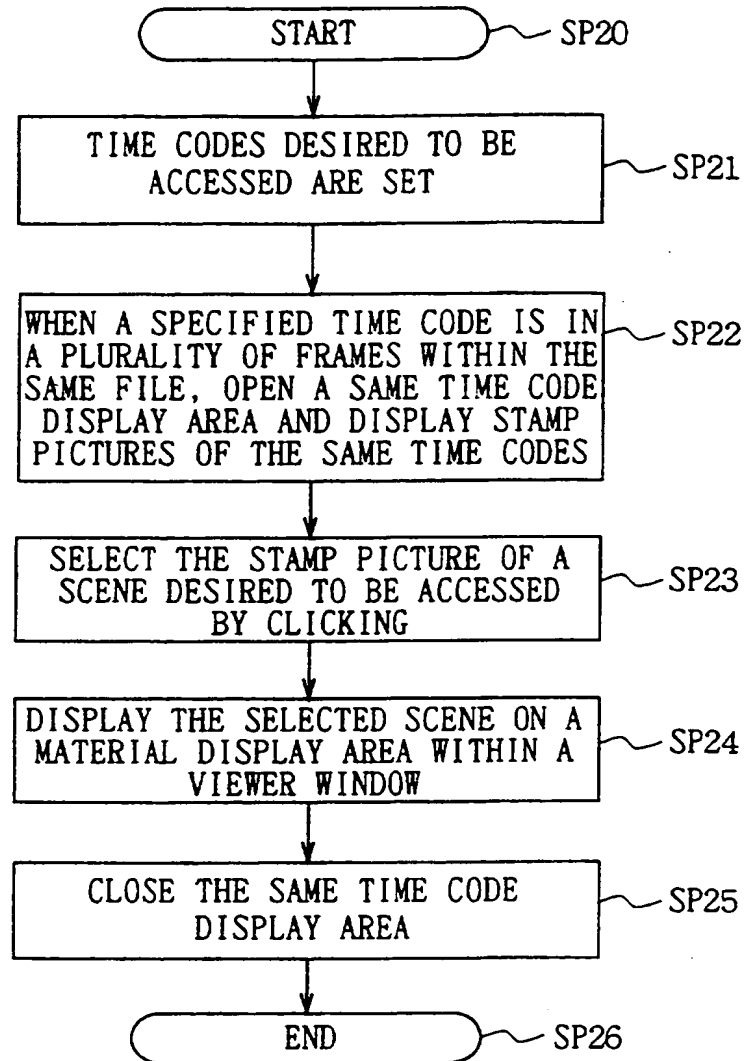 START
SP20
TIME CODES DESIRED TO BE
ACCESSED ARE SET
SP21
WHEN A SPECIFIED TIME CODE IS IN
A PLURALITY OF FRAMES WITHIN THE
SAME FILE, OPEN A SAME TIME CODE
DISPLAY AREA AND DISPLAY STAMP
PICTURES OF THE SAME TIME CODES
SP22
SELECT THE STAMP PICTURE OF A
SCENE DESIRED TO BE ACCESSED
BY CLICKING
SP23
DISPLAY THE SELECTED SCENE ON A
MATERIAL DISPLAY AREA WITHIN A
VIEWER WINDOW
SP24
CLOSE THE SAME TIME CODE
DISPLAY AREA
SP25
END
SP26